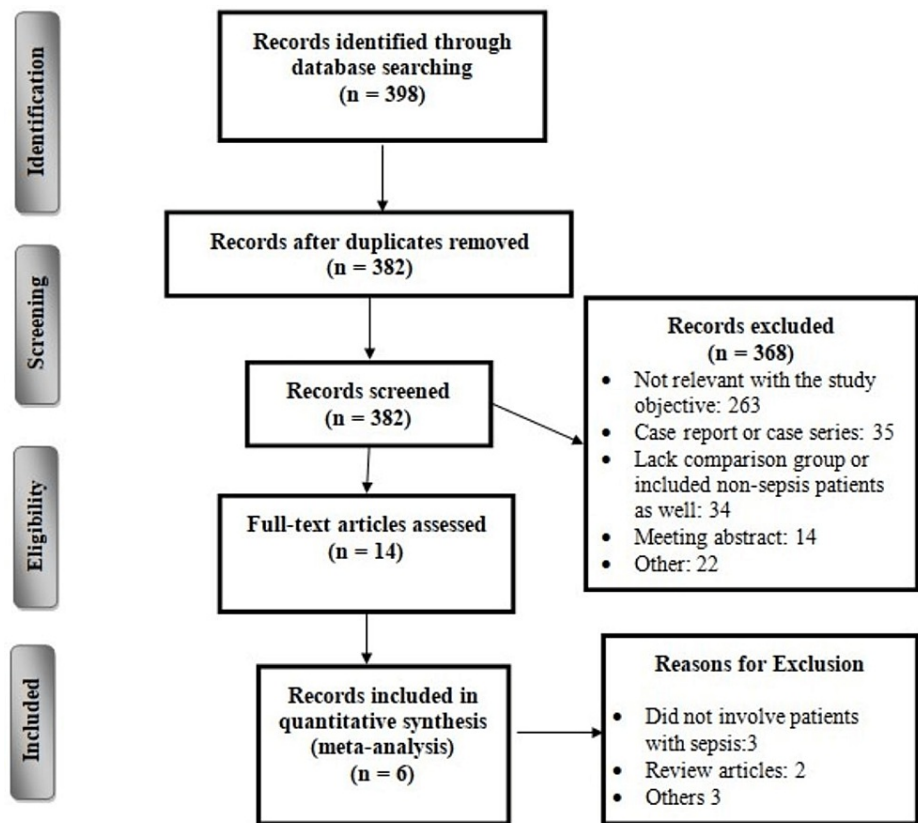 Identification
Records identified through
database searching
(n = 398)
Records after duplicates removed
(n = 382)
Screening
Records screened
(n = 382)
Records excluded
(n = 368)
• Not relevant with the study
objective: 263
• Case report or case series: 35
• Lack comparison group or
included non-sepsis patients
as well: 34
• Meeting abstract: 14
• Other: 22
Eligibility
Full-text articles assessed
(n = 14)
Included
Records included in
quantitative synthesis
(meta-analysis)
(n = 6)
Reasons for Exclusion
• Did not involve patients
with sepsis:3
• Review articles: 2
• Others 3